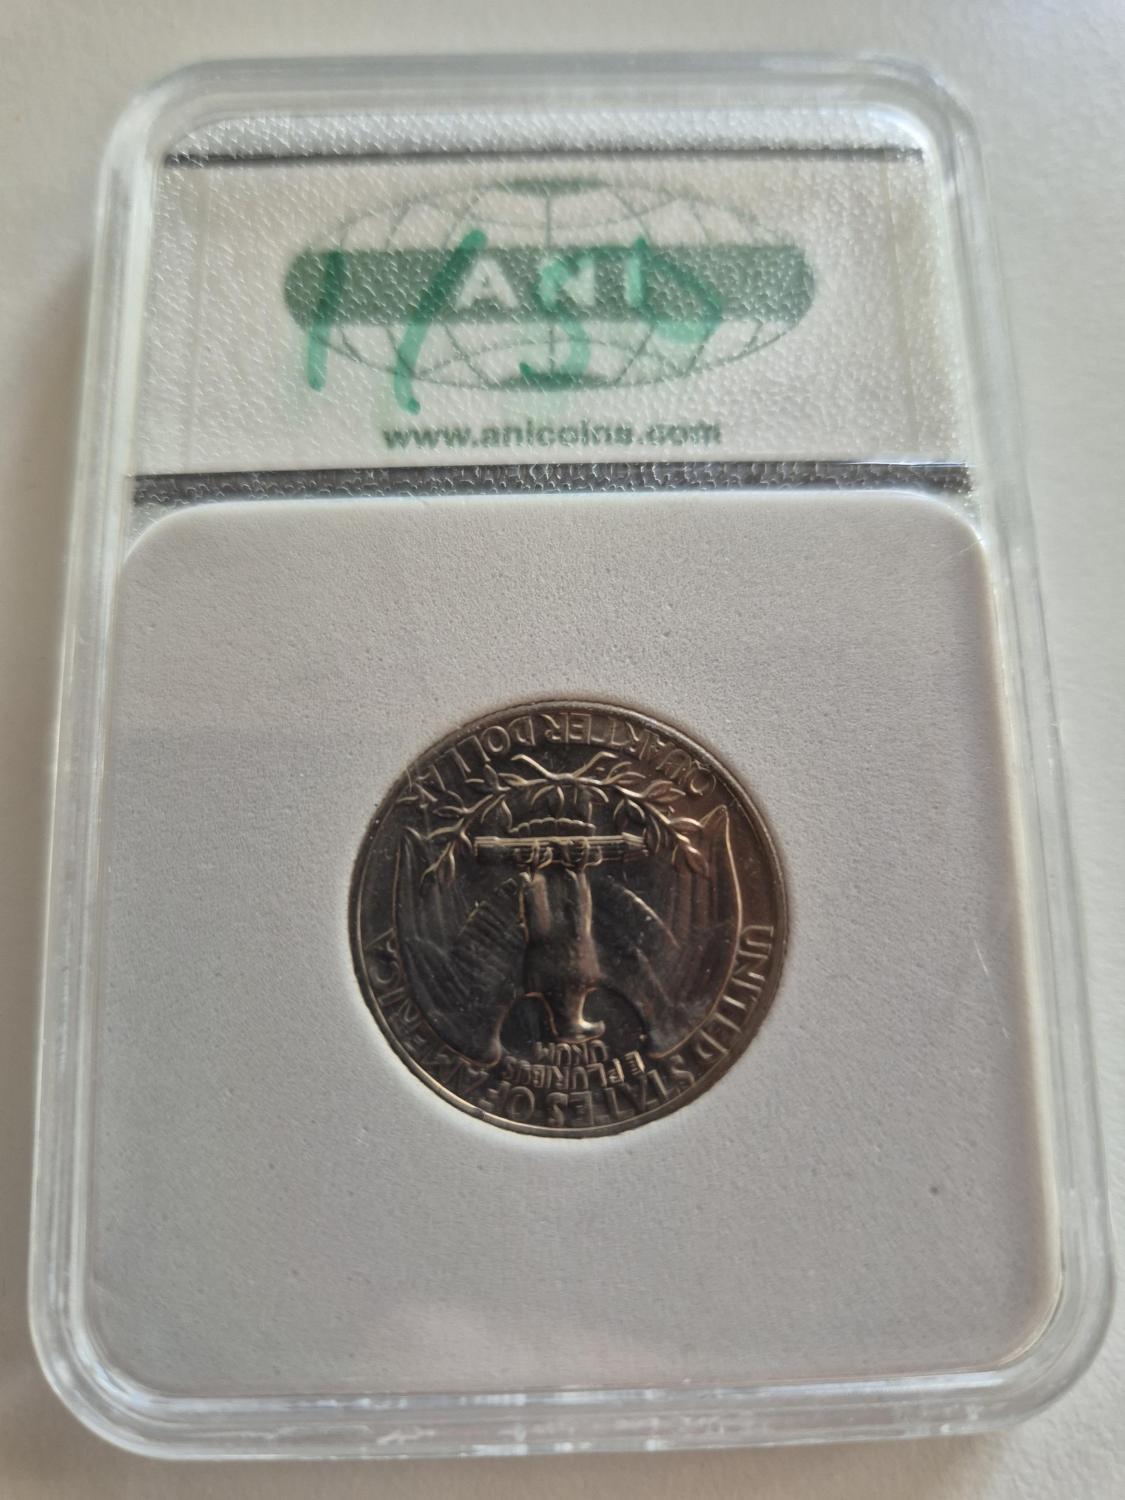 ANI
www.anicoins.com
QUARTER DOLLAR
E PLURIBUS
UNUM
UNITED STATES OF AMERICA